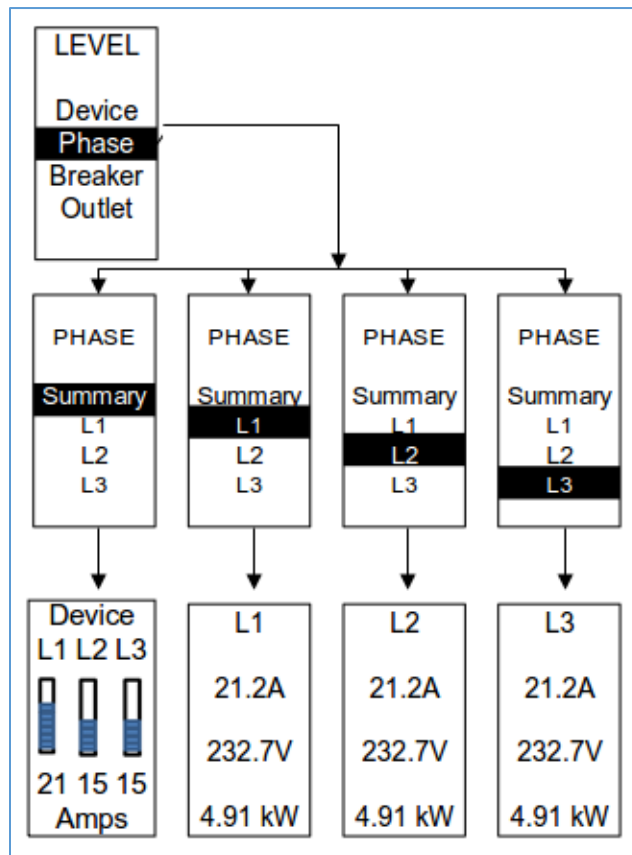 LEVEL
Device
Phase
Breaker
Outlet
PHASE
Summary
L1
L2
L3
PHASE
Summary
L1
L2
L3
PHASE
Summary
L1
L2
L3
PHASE
Summary
L1
L2
L3
Device
L1 L2 L3
21 15 15
Amps
L1
21.2A
232.7V
4.91 kW
L2
21.2A
232.7V
4.91 kW
L3
21.2A
232.7V
4.91 kW